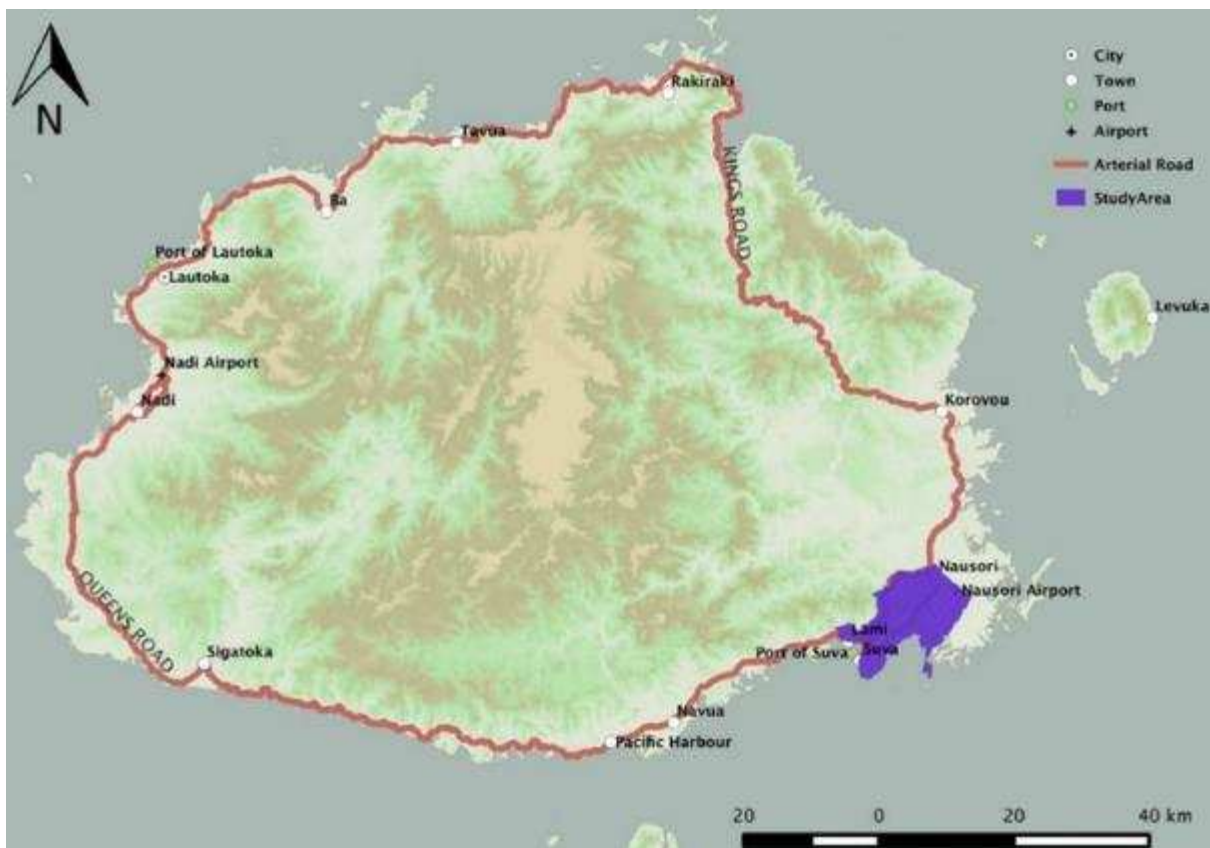 N
City
Town
Port
Airport
Arterial Road
StudyArea
Rakiraki
Tavua
KINGS ROAD
Ba
Port of Lautoka
Lautoka
Levuka
Nadi Airport
Nadi
Korovou
Nausori
Nausori Airport
QUEENS ROAD
Lami
Port of Suva
Suva
Sigatoka
Navua
Pacific Harbour
20 0 20 40 km